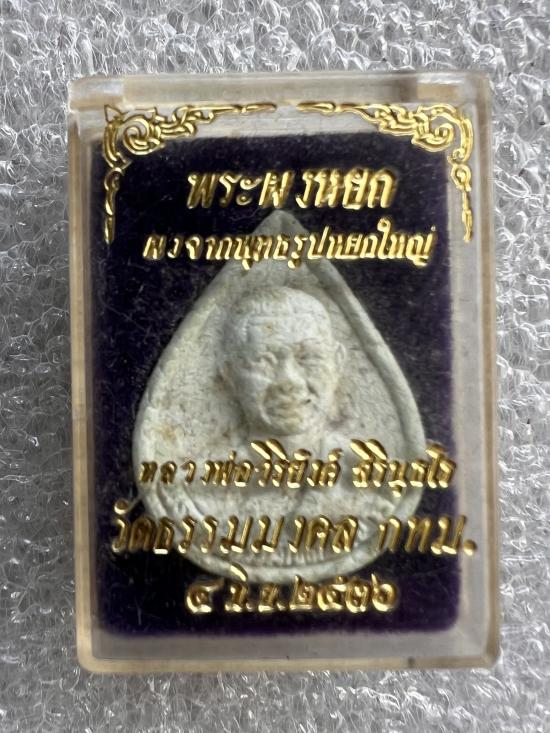 พระผงหยก
ผงจากพุทธรูปหยกใหญ่
หลวงพ่อวิริยังค์ สิรินฺธโร
วัดธรรมมงคล กทม.
๔ มิ.ย.๒๕๓๖